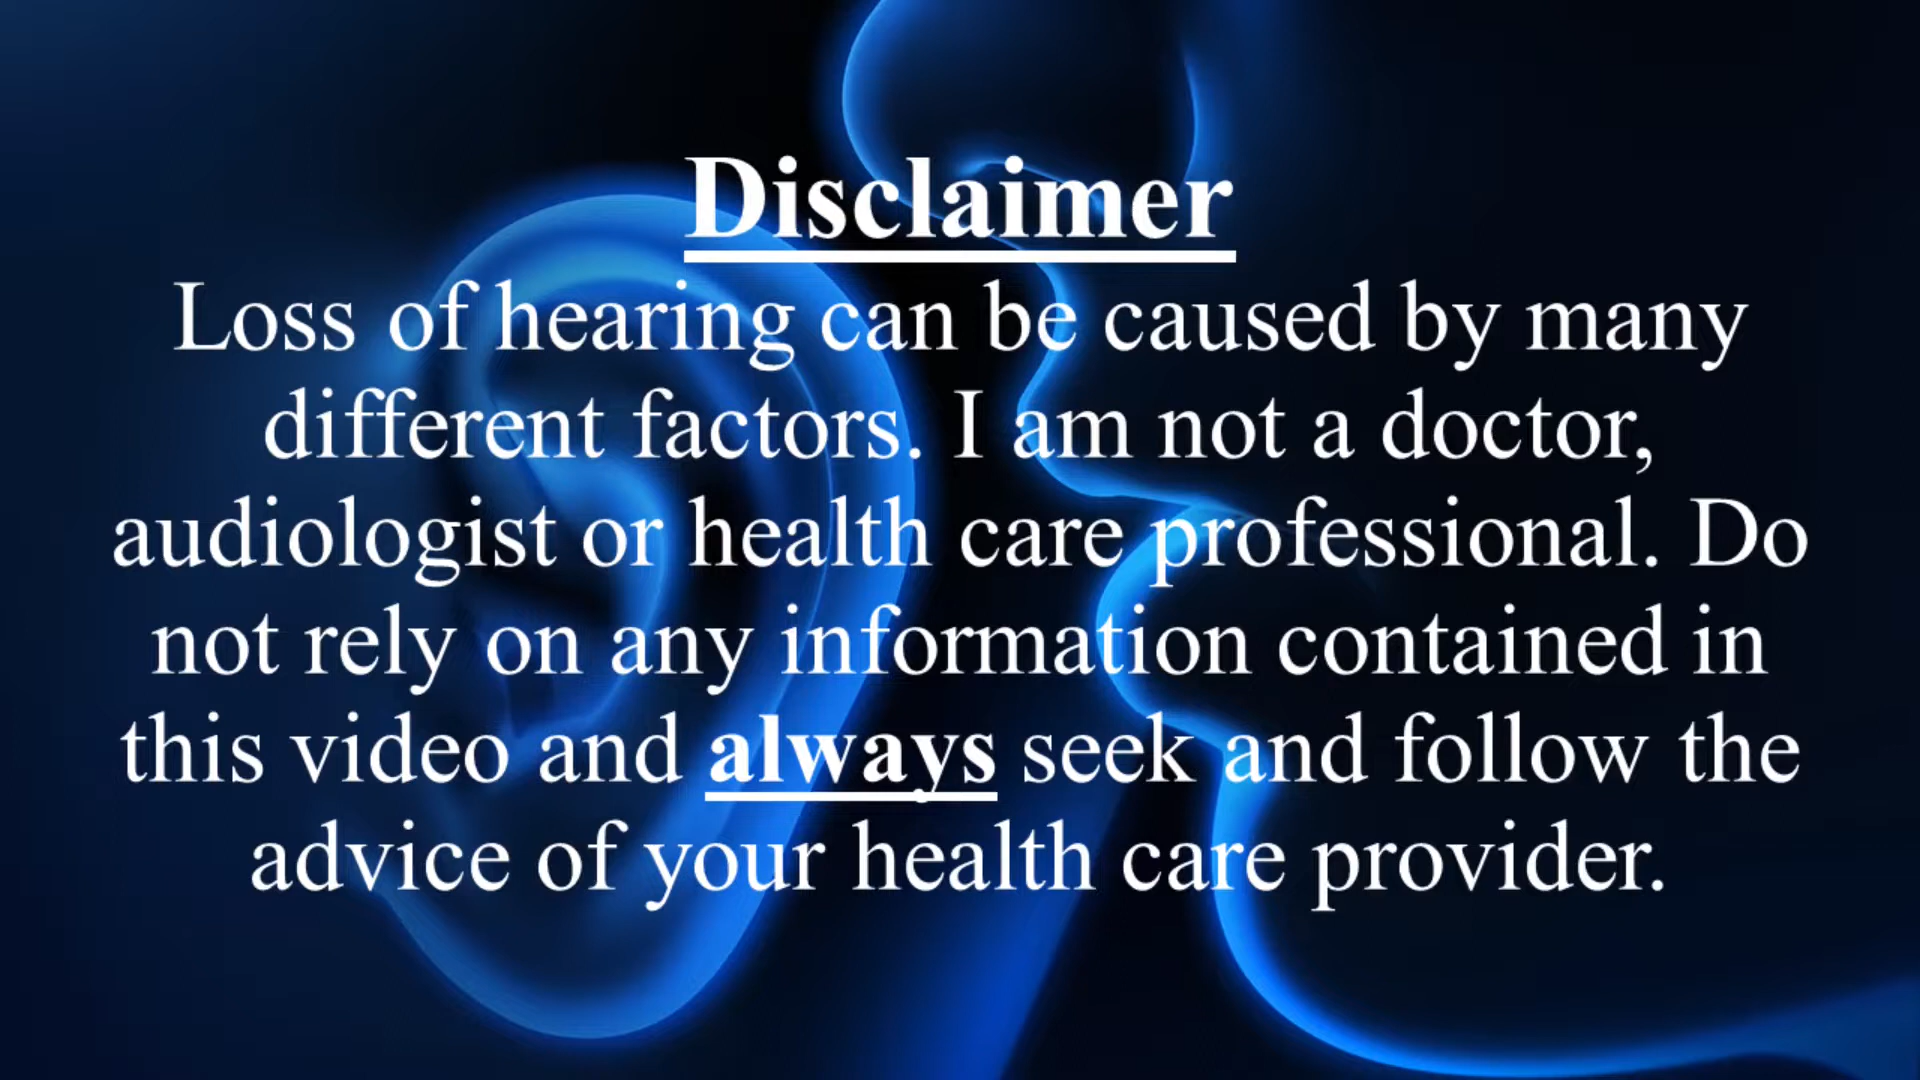 Disclaimer
Loss of hearing can be caused by many
different factors. I am not a doctor,
audiologist or health care professional. Do
not rely on any information contained in
this video and always seek and follow the
advice of your health care provider.